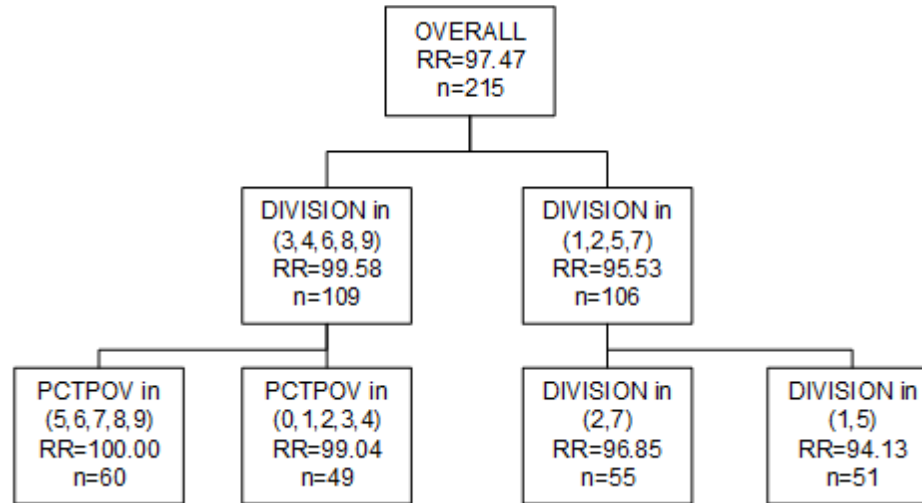 OVERALL
RR=97.47
n=215
DIVISION in
(3,4,6,8,9)
RR=99.58
n=109
DIVISION in
(1,2,5,7)
RR=95.53
n=106
PCTPOV in
(5,6,7,8,9)
RR=100.00
n=60
PCTPOV in
(0,1,2,3,4)
RR=99.04
n=49
DIVISION in
(2,7)
RR=96.85
n=55
DIVISION in
(1,5)
RR=94.13
n=51